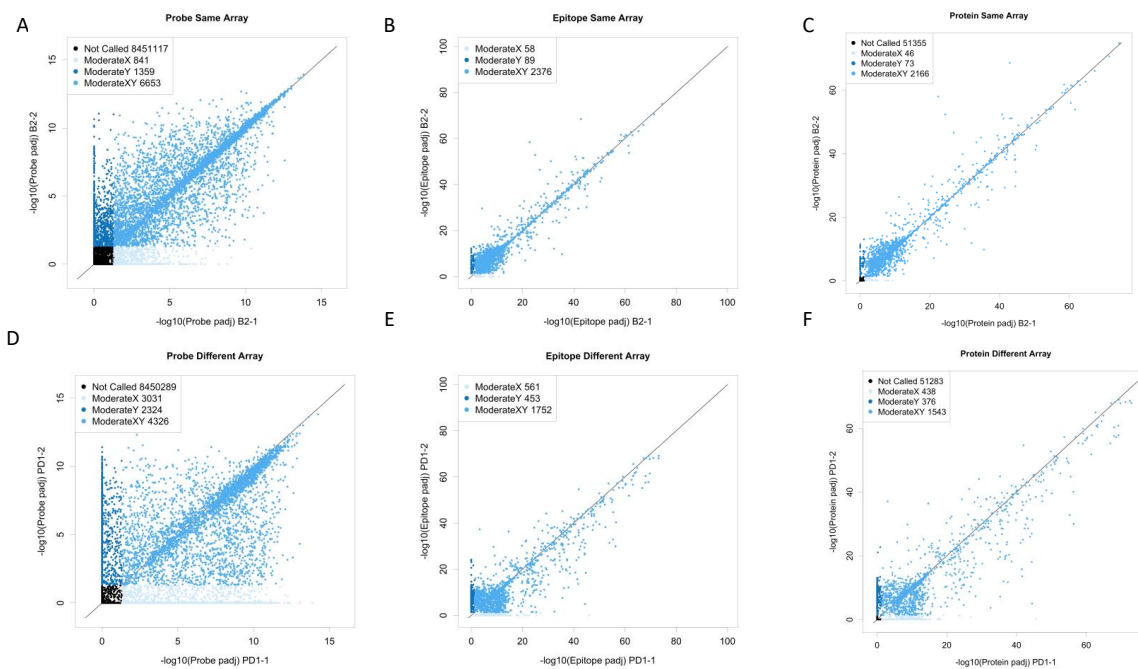 A
Probe Same Array
Not Called 8451117
ModerateX 841
ModerateY 1359
ModerateXY 6653
15
10
5
0
-log10(Probe padj) B2-2
0
5
10
15
-log10(Probe padj) B2-1
B
Epitope Same Array
ModerateX 58
ModerateY 89
ModerateXY 2376
100
80
60
40
20
0
-log10(Epitope padj) B2-2
0
20
40
60
80
100
-log10(Epitope padj) B2-1
C
Protein Same Array
Not Called 51355
ModerateX 46
ModerateY 73
ModerateXY 2166
60
40
20
0
-log10(Protein padj) B2-2
0
20
40
60
-log10(Protein padj) B2-1
D
Probe Different Array
Not Called 8450289
ModerateX 3031
ModerateY 2324
ModerateXY 4326
15
10
5
0
-log10(Probe padj) PD1-2
0
5
10
15
-log10(Probe padj) PD1-1
E
Epitope Different Array
ModerateX 561
ModerateY 453
ModerateXY 1752
100
80
60
40
20
0
-log10(Epitope padj) PD1-2
0
20
40
60
80
100
-log10(Epitope padj) PD1-1
F
Protein Different Array
Not Called 51283
ModerateX 438
ModerateY 376
ModerateXY 1543
60
40
20
0
-log10(Protein padj) PD1-2
0
20
40
60
-log10(Protein padj) PD1-1